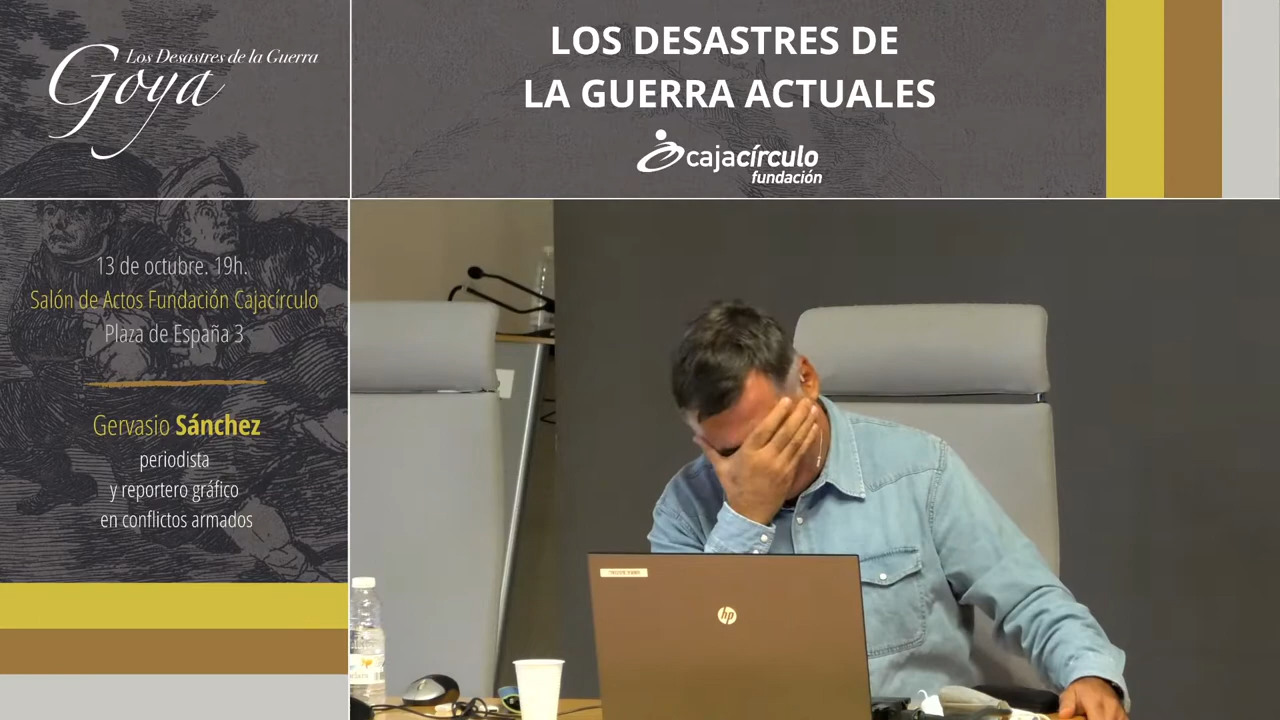 Los Desastres de la Guerra
Goya
LOS DESASTRES DE
LA GUERRA ACTUALES
cajacírculo
fundación
13 de octubre. 19h.
Salón de Actos Fundación Cajacírculo
Plaza de España 3
Gervasio Sánchez
periodista
y reportero gráfico
en conflictos armados
hp